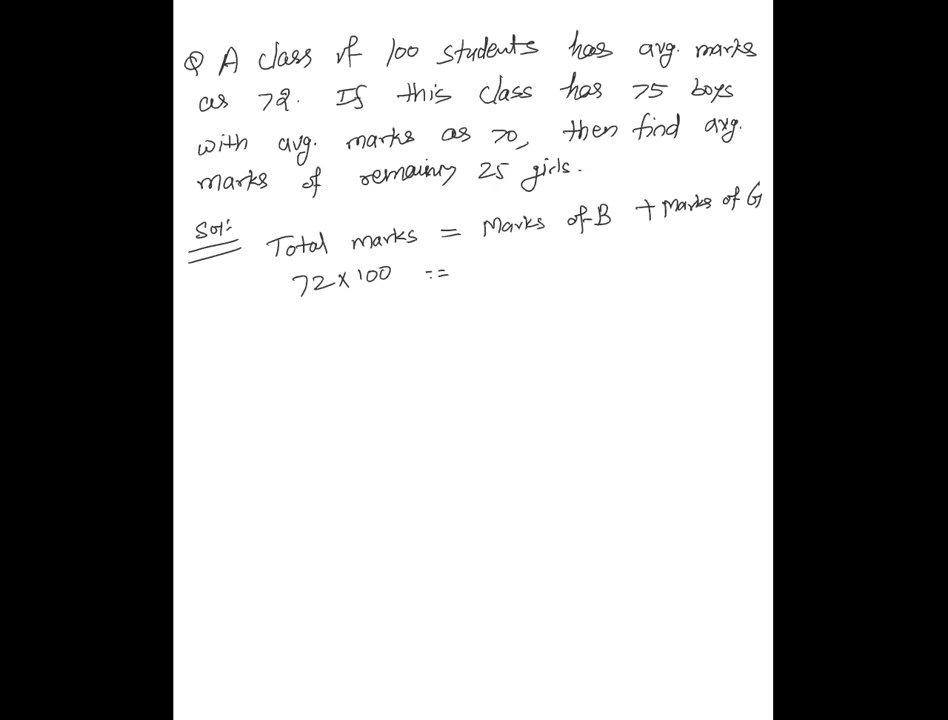 Q A class of 100 students has avg. marks
as 72. If this class has 75 boys
with avg. marks as 70, then find avg.
marks of remaining 25 girls.
Sol:
Total marks = Marks of B + Marks of G
72 x 100 ==